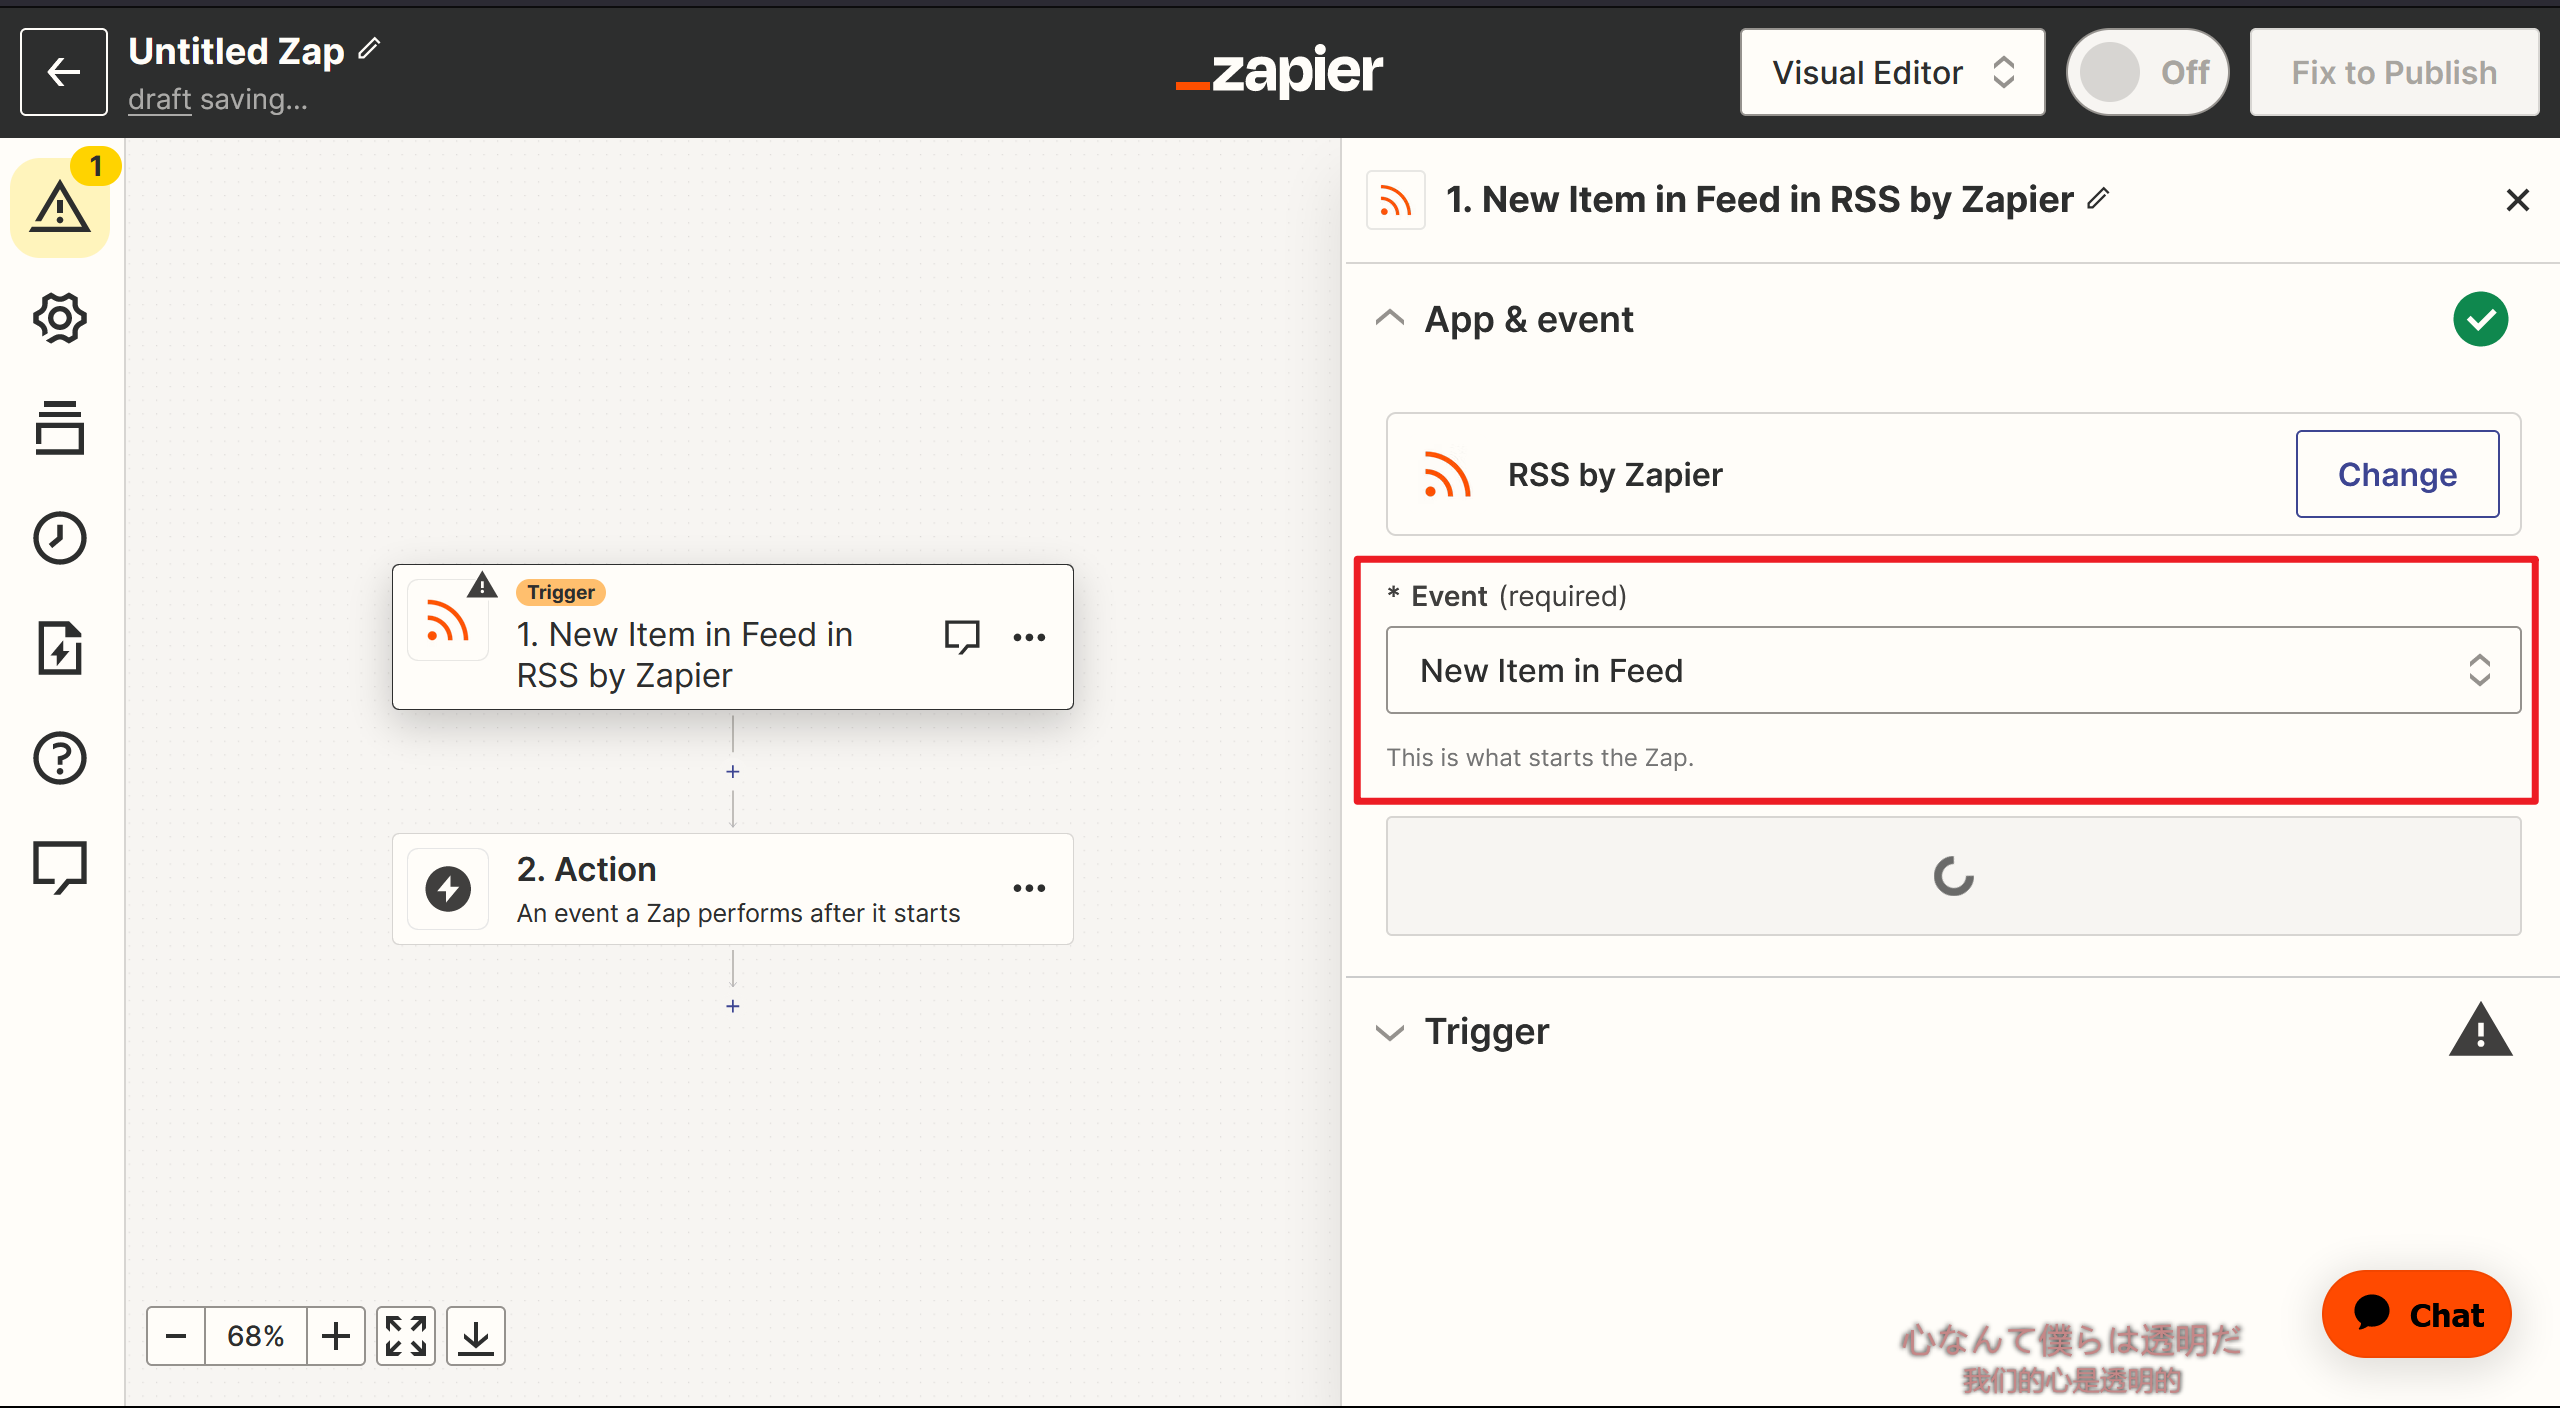 Untitled Zap
draft saving...
zapier
Visual Editor
Off
Fix to Publish
1
1. New Item in Feed in RSS by Zapier
App & event
RSS by Zapier
Change
* Event (required)
New Item in Feed
This is what starts the Zap.
Trigger
Trigger
1. New Item in Feed in
RSS by Zapier
2. Action
An event a Zap performs after it starts
68%
Chat
心なんて僕らは透明だ
我们的心是透明的